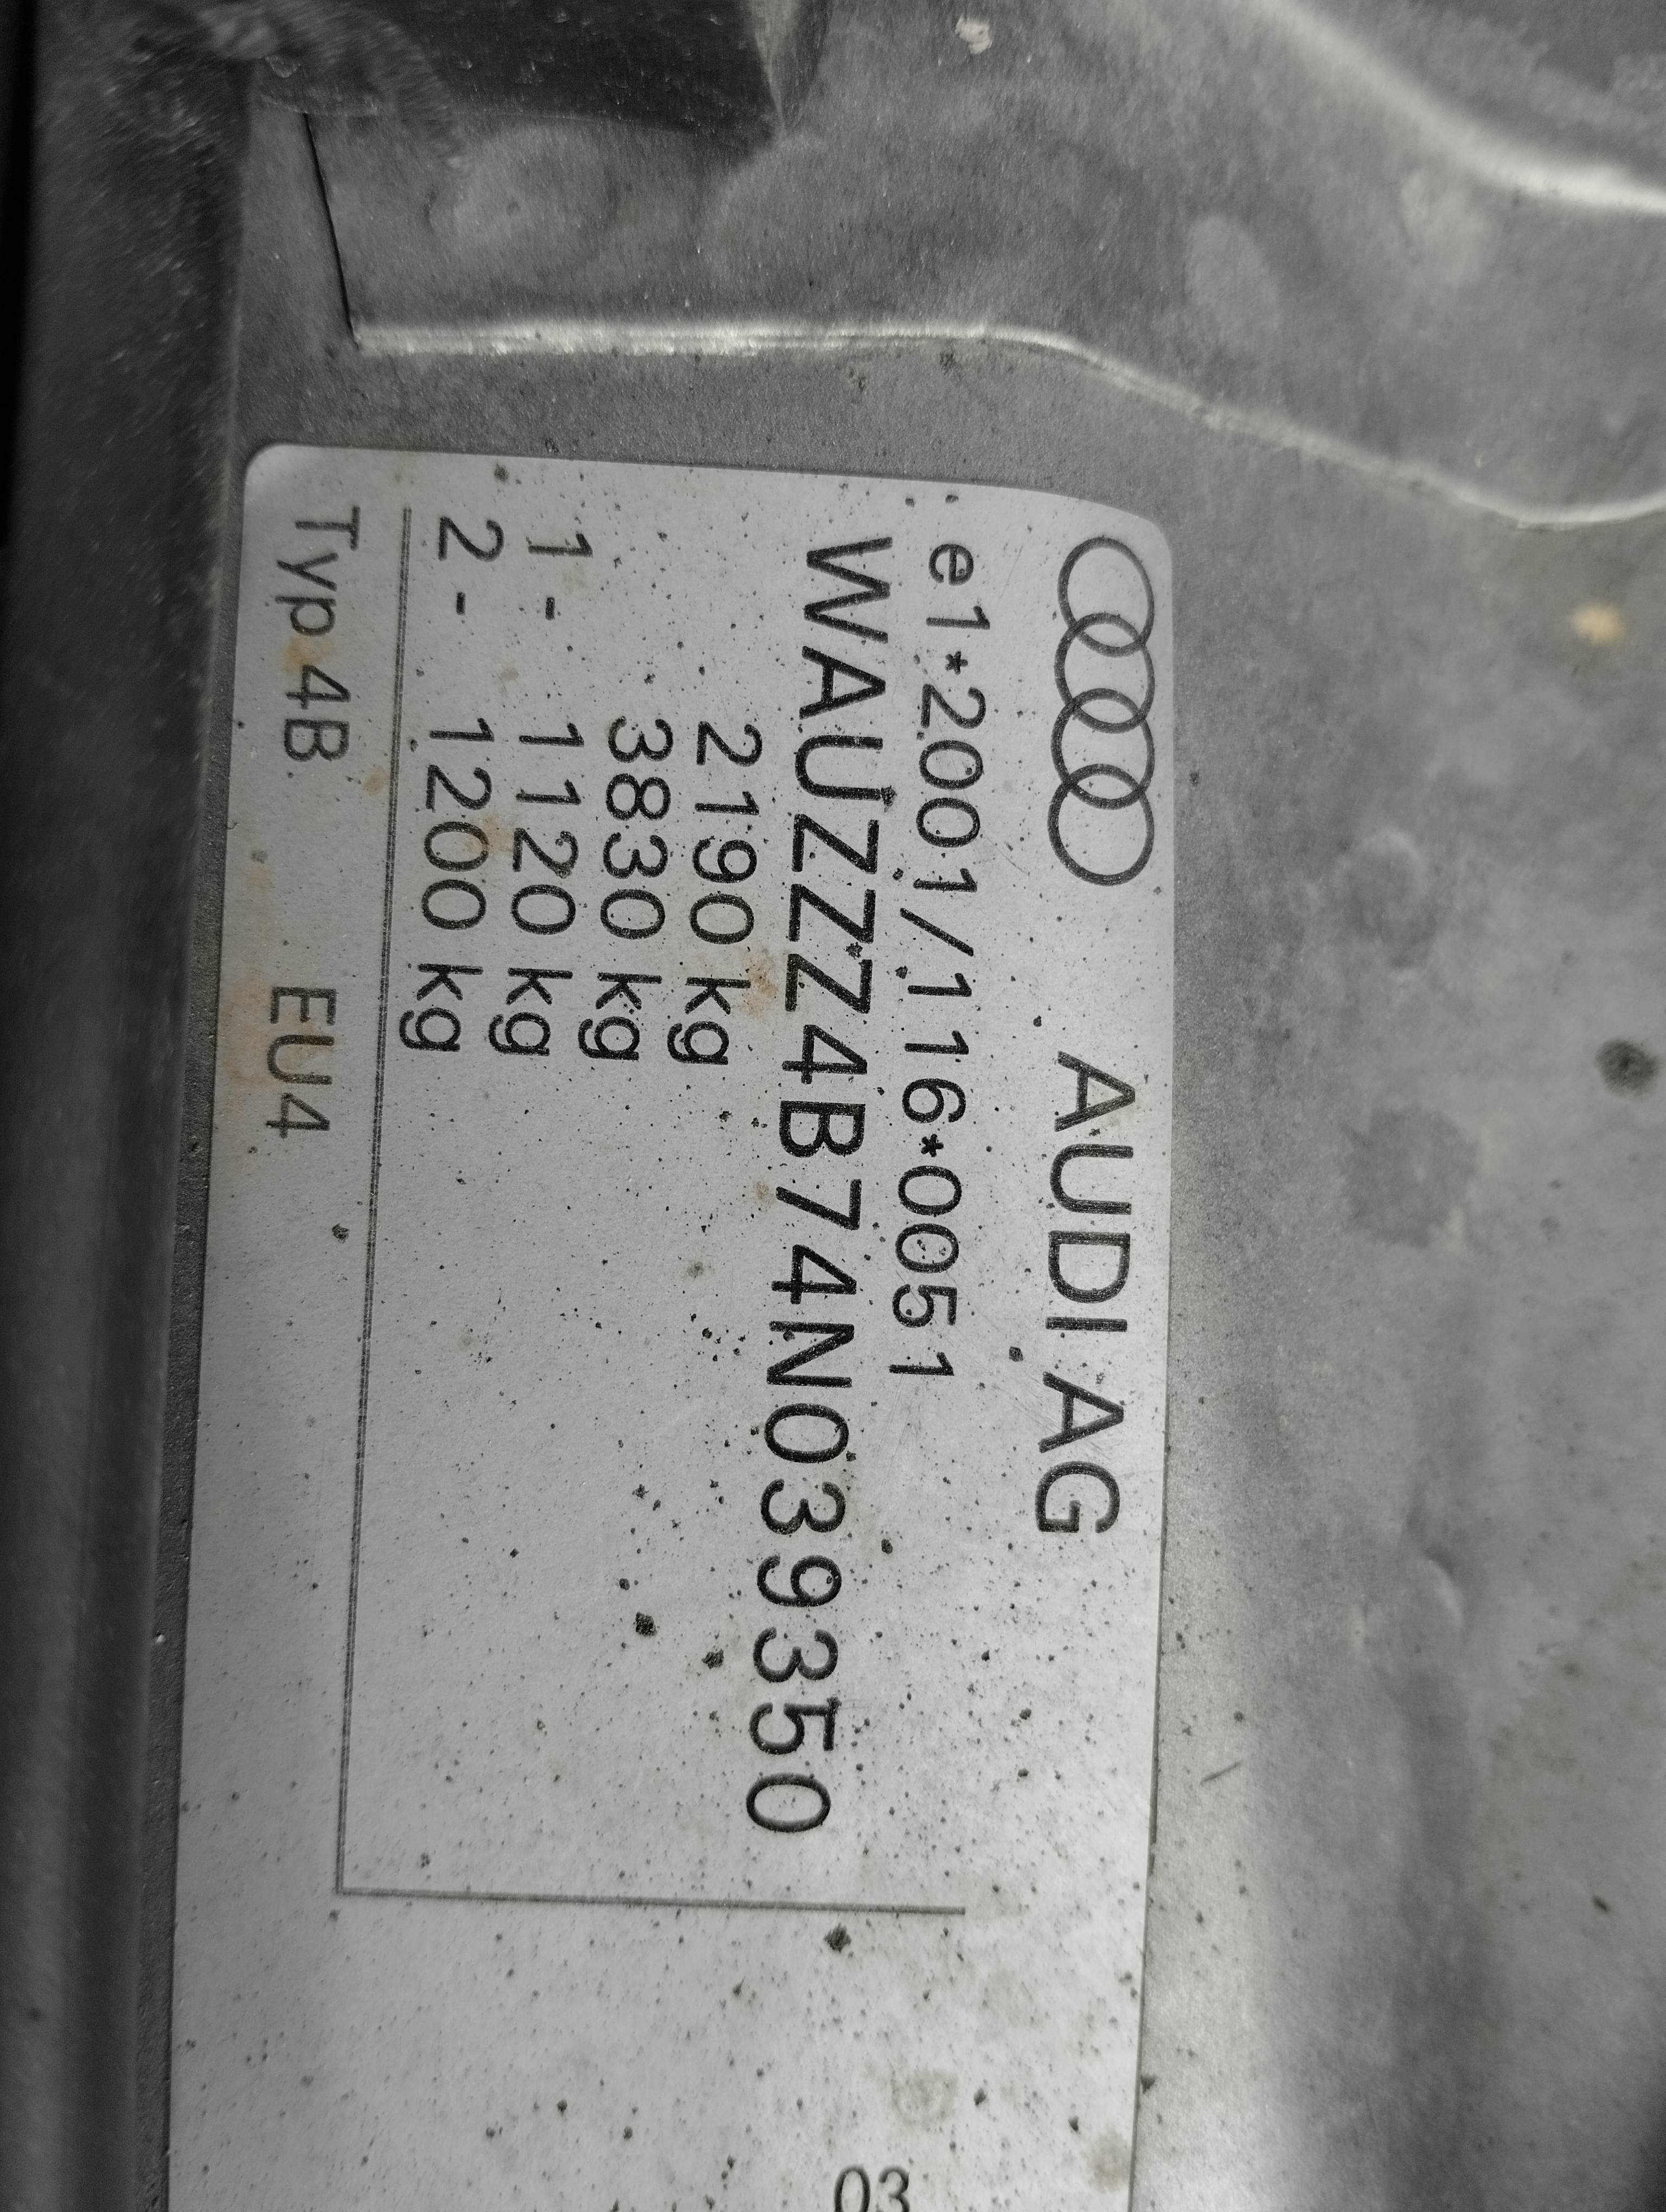 AUDI AG
e1*2001/116*0051
WAUZZZ4B74N039350
2190 kg
3830 kg
1- 1120 kg
2- 1200 kg
Typ 4B EU4
03